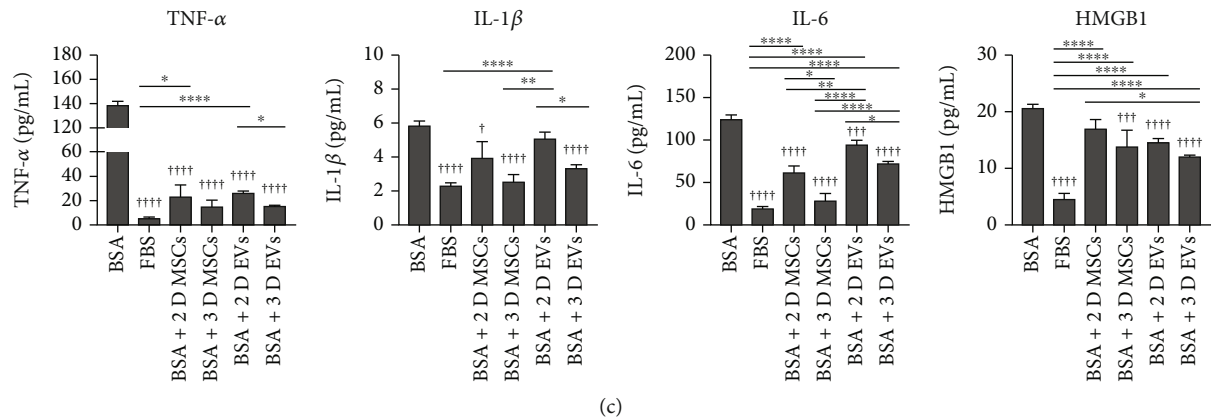 TNF-α
TNF-α (pg/mL)
180
160
140
120
60
40
20
0
*
****
*
††††
††††
††††
††††
††††
BSA
FBS
BSA + 2 D MSCs
BSA + 3 D MSCs
BSA + 2 D EVs
BSA + 3 D EVs
IL-1β
IL-1β (pg/mL)
8
6
4
2
0
****
**
*
††††
†
††††
††††
BSA
FBS
BSA + 2 D MSCs
BSA + 3 D MSCs
BSA + 2 D EVs
BSA + 3 D EVs
IL-6
IL-6 (pg/mL)
200
150
100
50
0
****
****
****
*
**
****
****
*
††††
††††
††††
†††
††††
BSA
FBS
BSA + 2 D MSCs
BSA + 3 D MSCs
BSA + 2 D EVs
BSA + 3 D EVs
HMGB1
HMGB1 (pg/mL)
30
20
10
0
****
****
****
****
*
††††
†††
††††
††††
BSA
FBS
BSA + 2 D MSCs
BSA + 3 D MSCs
BSA + 2 D EVs
BSA + 3 D EVs
(c)